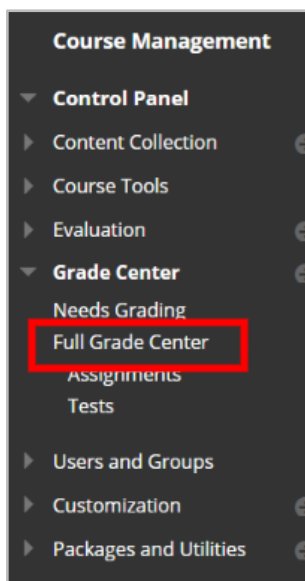 Course Management
Control Panel
Content Collection
Course Tools
Evaluation
Grade Center
Needs Grading
Full Grade Center
Assignments
Tests
Users and Groups
Customization
Packages and Utilities